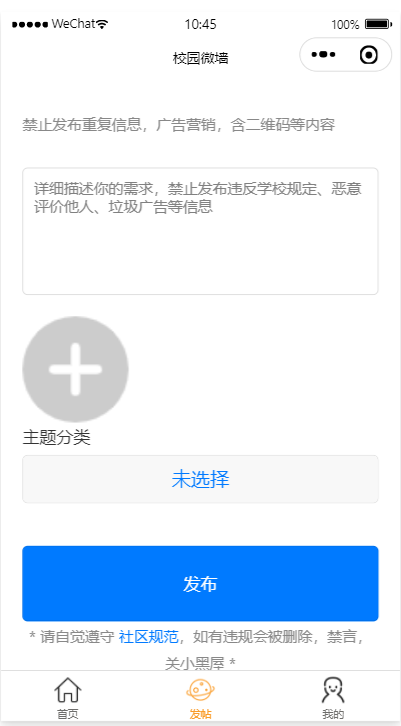 WeChat 10:45 100%
校园微墙
禁止发布重复信息，广告营销，含二维码等内容
详细描述你的需求，禁止发布违反学校规定、恶意
评价他人、垃圾广告等信息
主题分类
未选择
发布
* 请自觉遵守 社区规范，如有违规会被删除，禁言，
关小黑屋 *
首页 发帖 我的